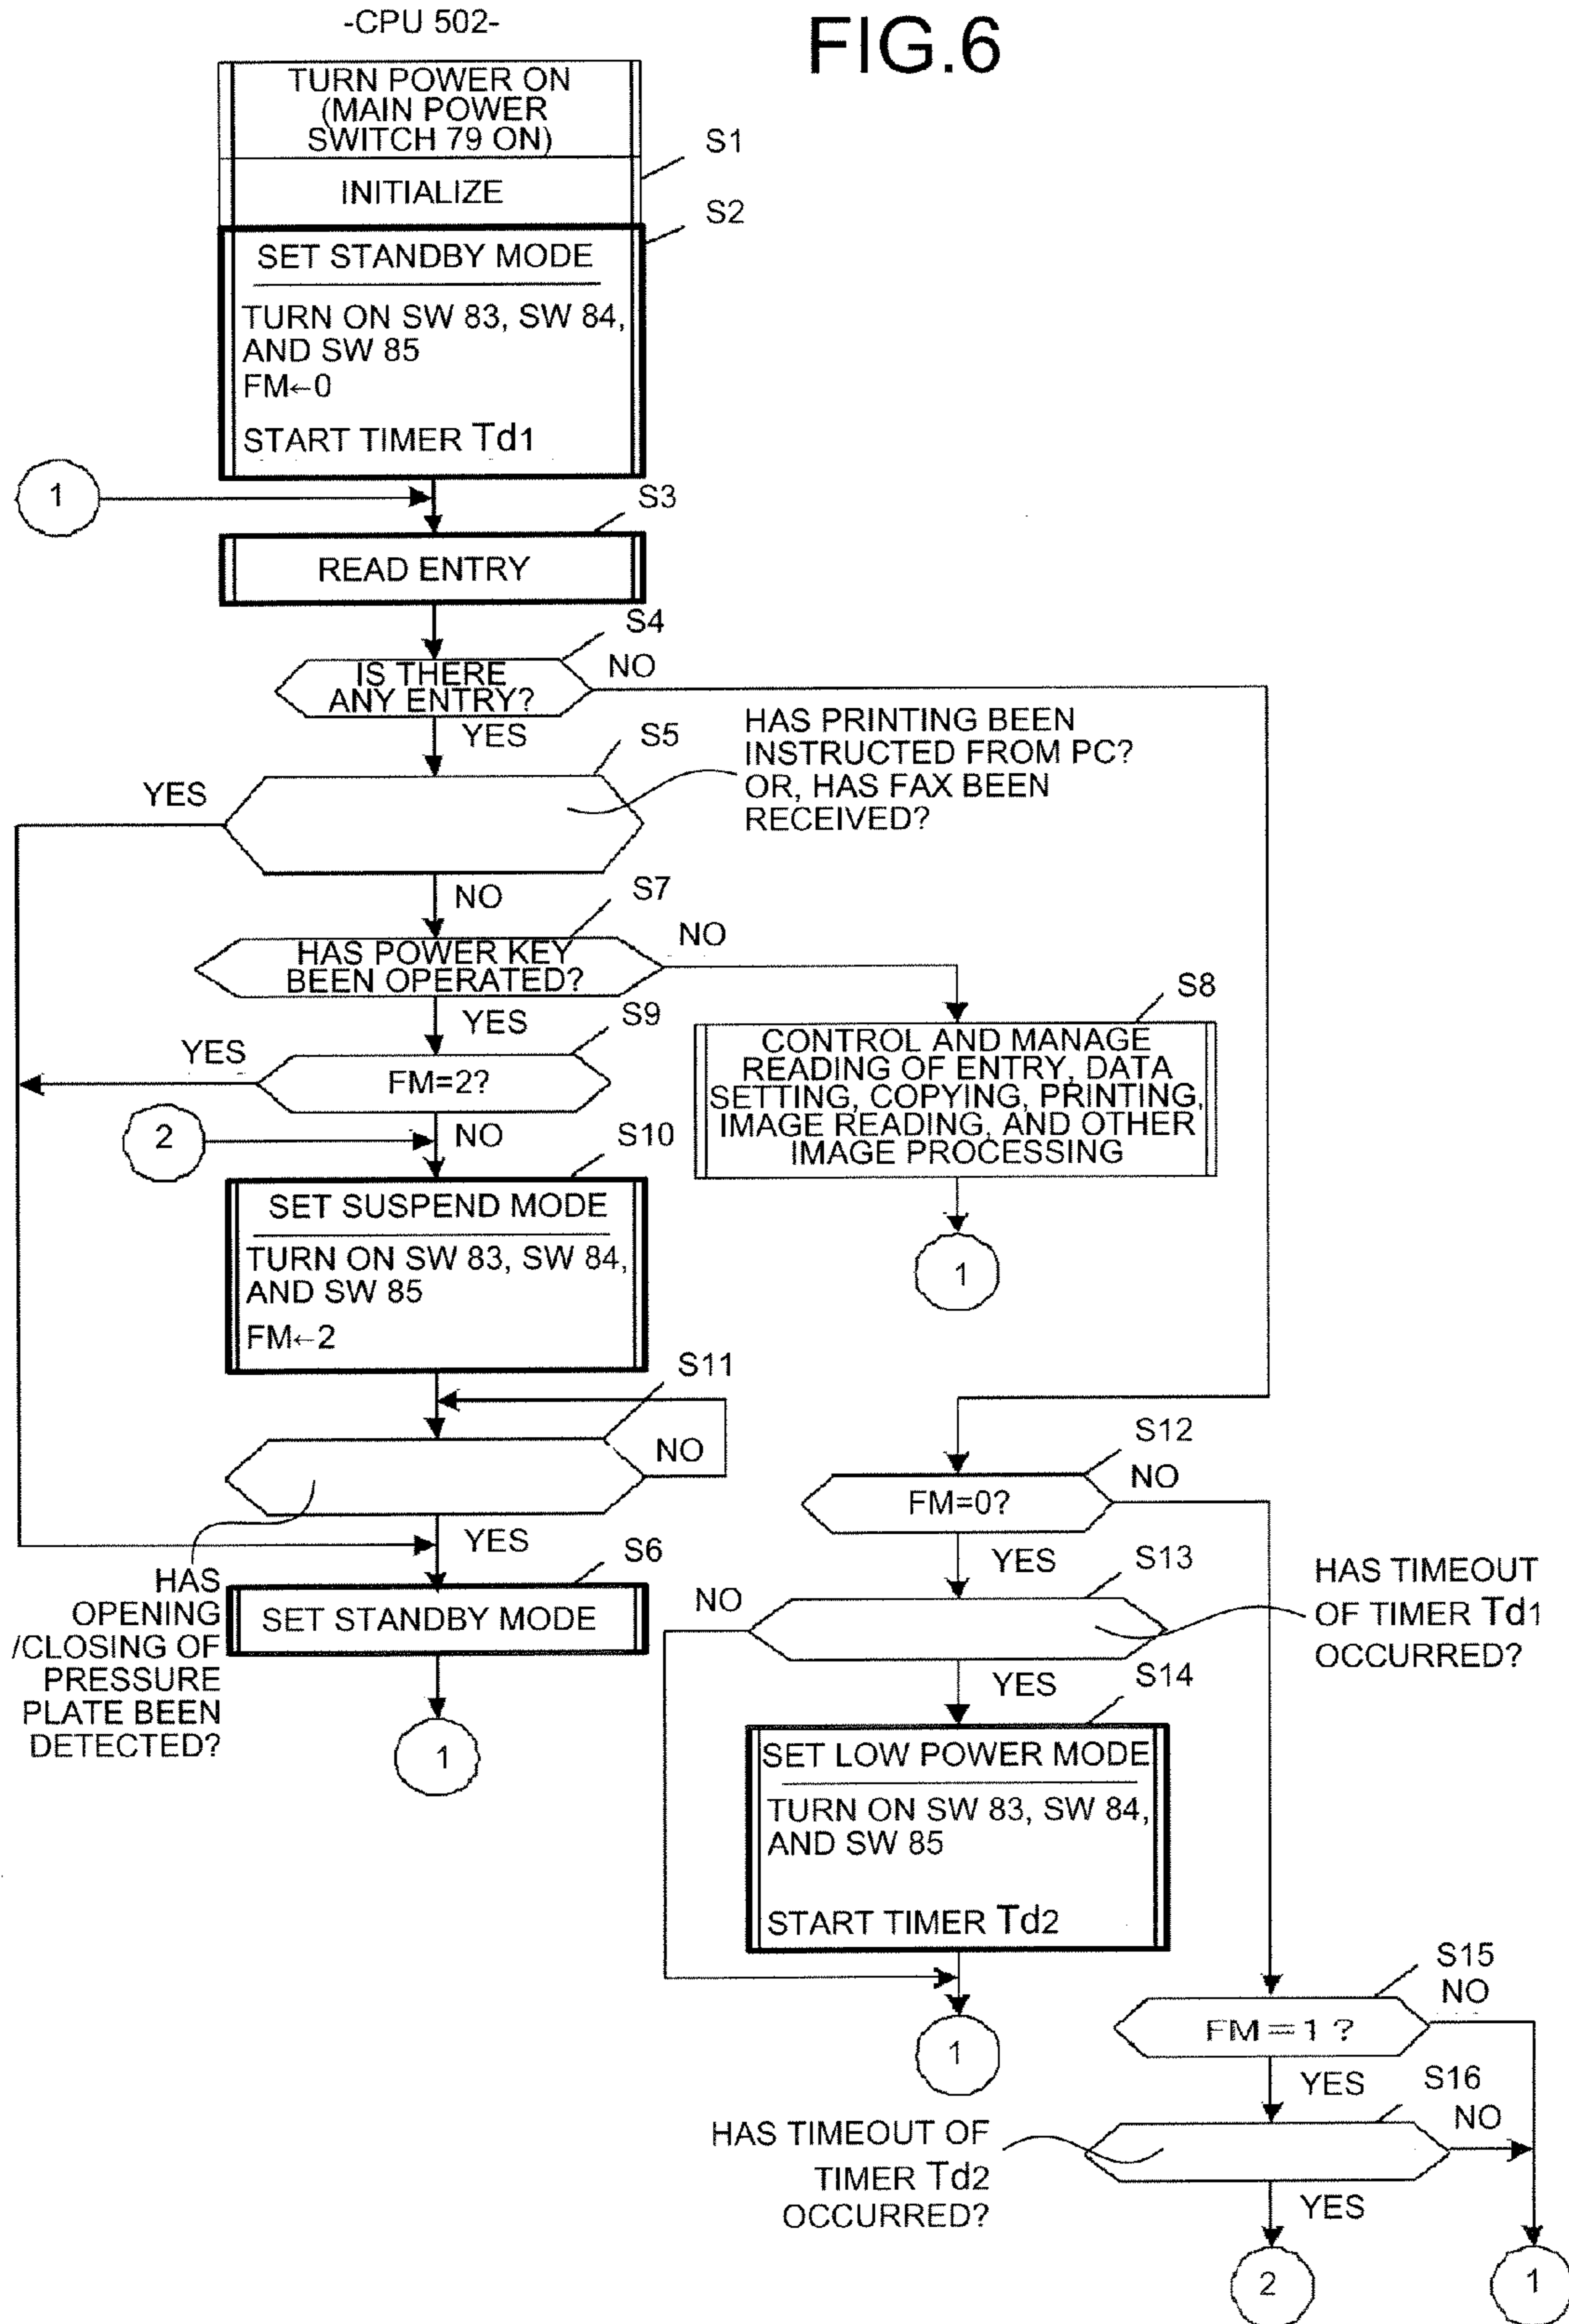 -CPU 502-
FIG.6
TURN POWER ON
(MAIN POWER
SWITCH 79 ON)
S1
INITIALIZE
S2
SET STANDBY MODE
TURN ON SW 83, SW 84,
AND SW 85
FM←0
START TIMER Td1
1
S3
READ ENTRY
S4
IS THERE
ANY ENTRY?
NO
YES
S5
HAS PRINTING BEEN
INSTRUCTED FROM PC?
OR, HAS FAX BEEN
RECEIVED?
YES
NO
S7
HAS POWER KEY
BEEN OPERATED?
NO
YES
S8
CONTROL AND MANAGE
READING OF ENTRY, DATA
SETTING, COPYING, PRINTING,
IMAGE READING, AND OTHER
IMAGE PROCESSING
1
S9
YES
FM=2?
2
NO
S10
SET SUSPEND MODE
TURN ON SW 83, SW 84,
AND SW 85
FM←2
S11
NO
YES
HAS
OPENING
/CLOSING OF
PRESSURE
PLATE BEEN
DETECTED?
S6
SET STANDBY MODE
1
S12
FM=0?
NO
YES
S13
NO
HAS TIMEOUT
OF TIMER Td1
OCCURRED?
YES
S14
SET LOW POWER MODE
TURN ON SW 83, SW 84,
AND SW 85
START TIMER Td2
1
S15
NO
FM=1?
YES
S16
NO
HAS TIMEOUT OF
TIMER Td2
OCCURRED?
YES
2
1